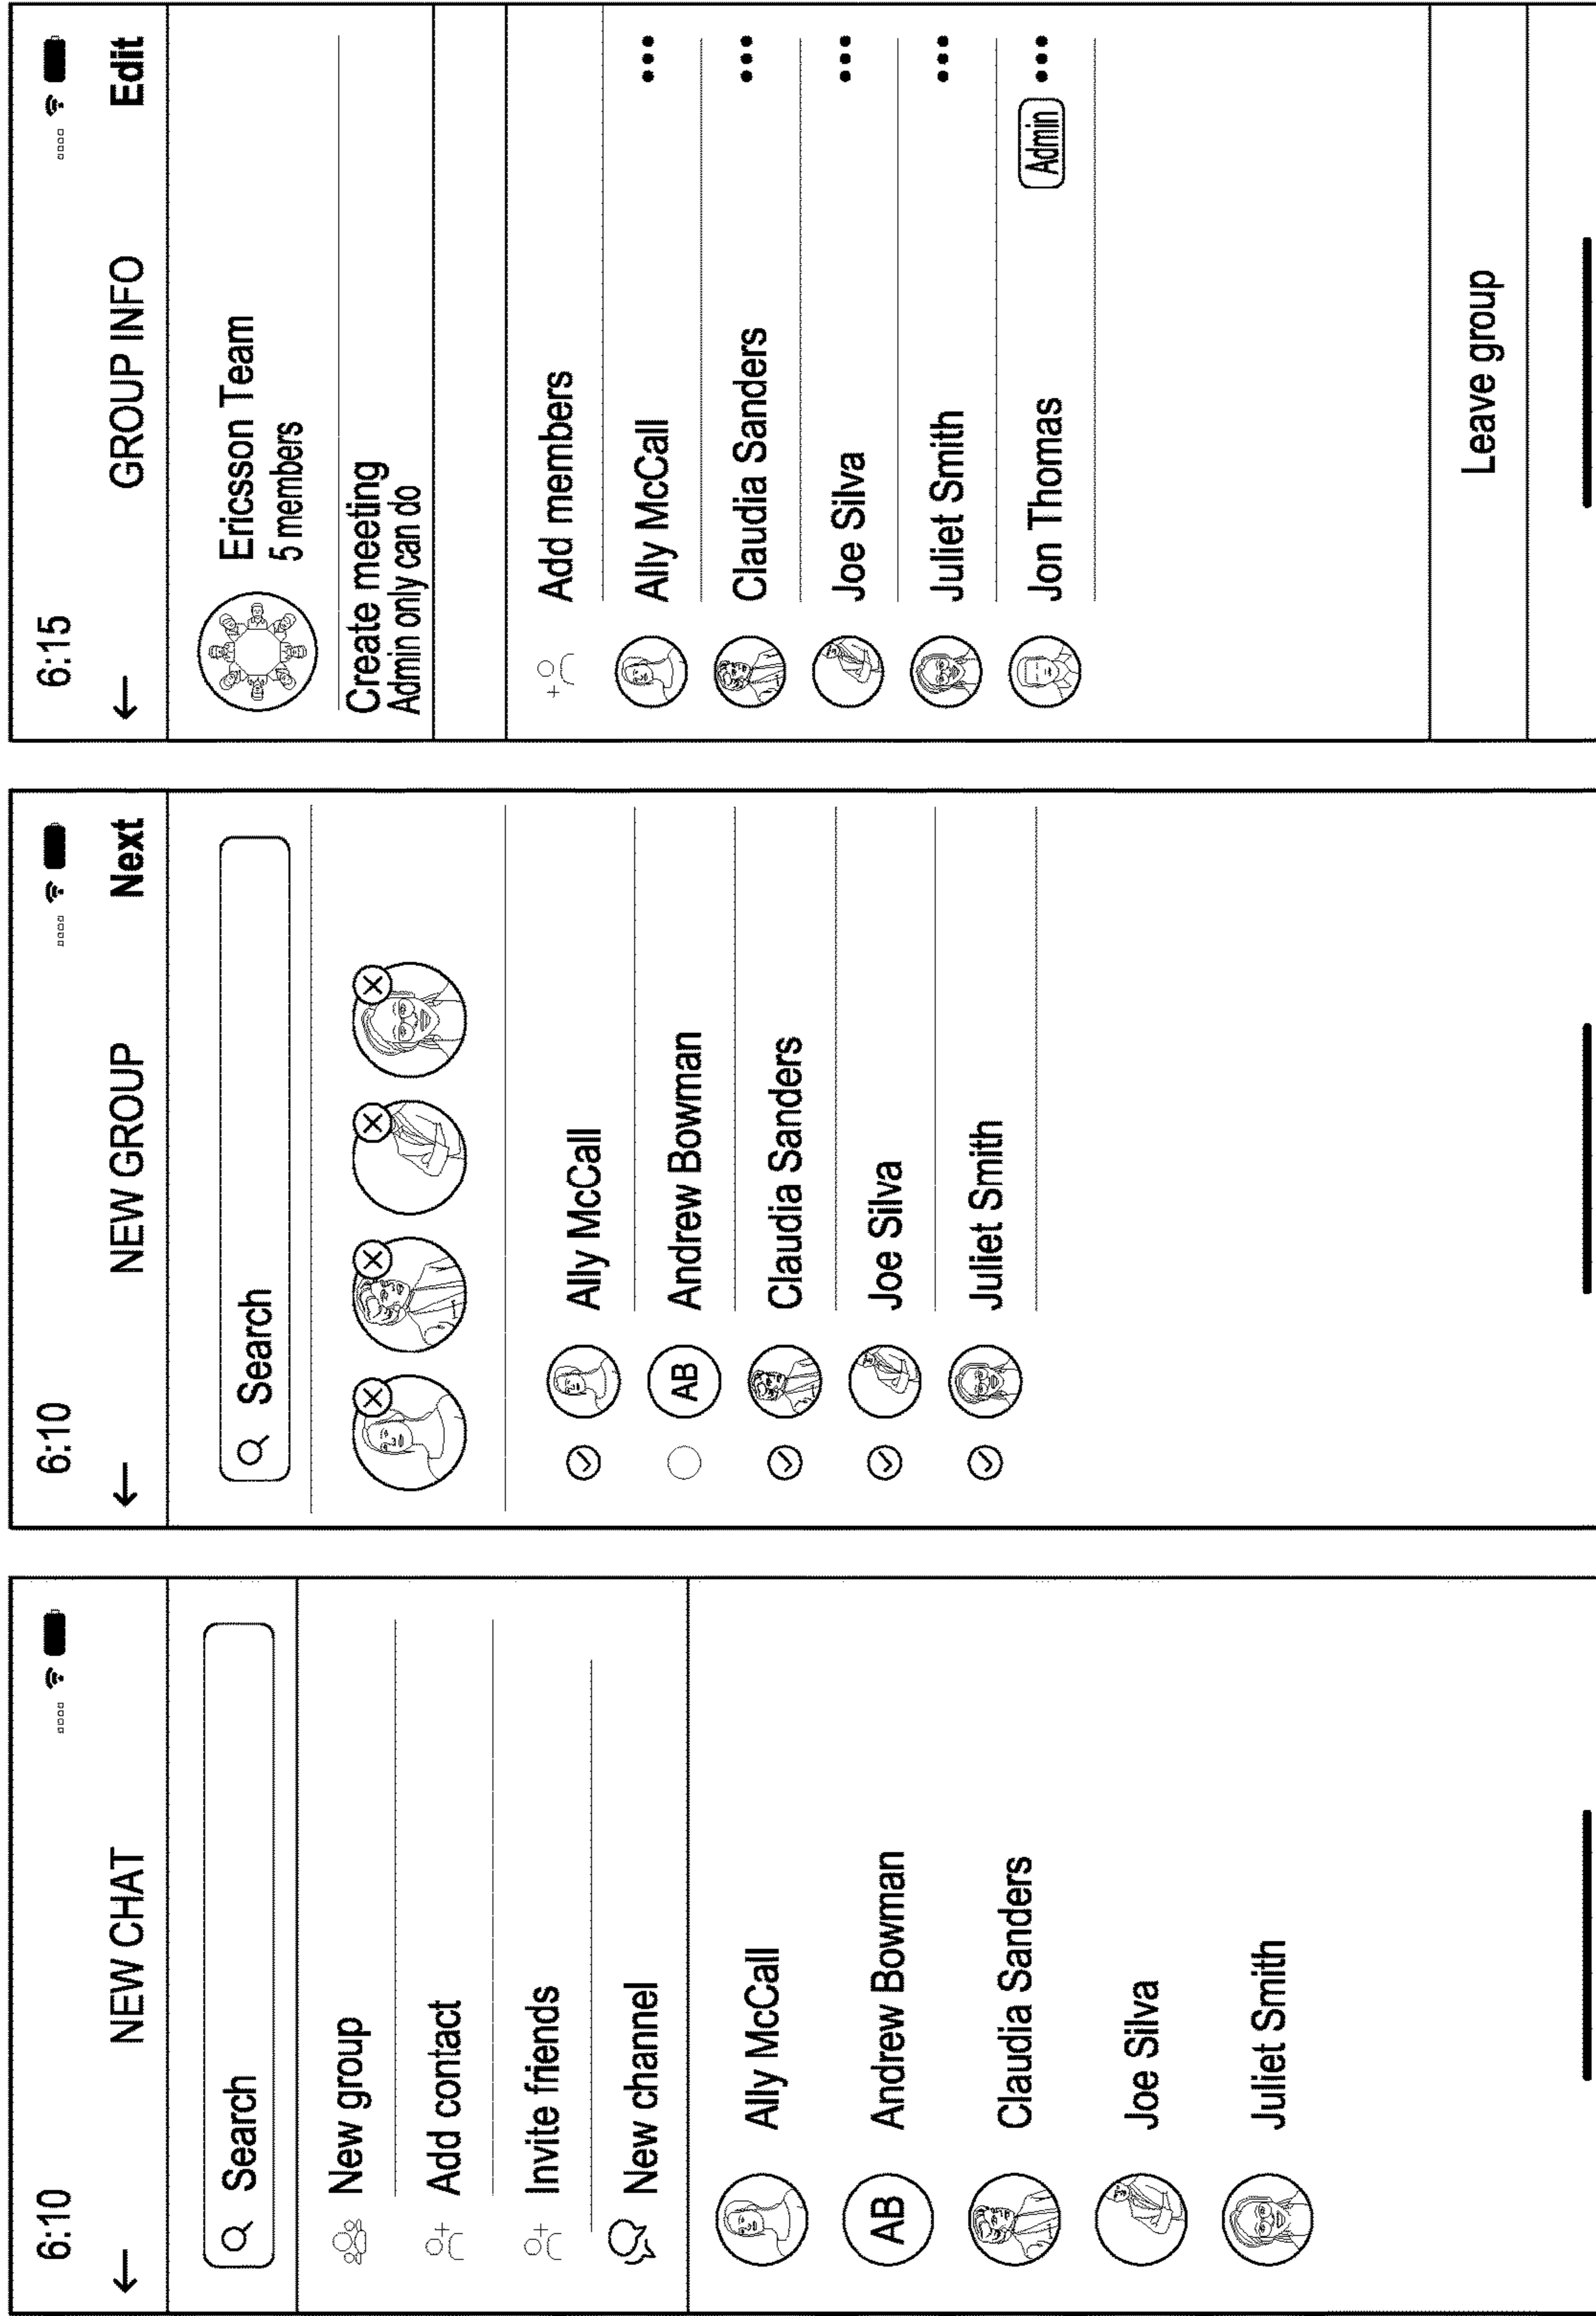 6:10
NEW CHAT
Search
New group
Add contact
Invite friends
New channel
Ally McCall
AB Andrew Bowman
Claudia Sanders
Joe Silva
Juliet Smith
6:10
NEW GROUP Next
Search
Ally McCall
AB Andrew Bowman
Claudia Sanders
Joe Silva
Juliet Smith
6:15
GROUP INFO Edit
Ericsson Team
5 members
Create meeting
Admin only can do
Add members
Ally McCall
Claudia Sanders
Joe Silva
Juliet Smith
Jon Thomas Admin
Leave group